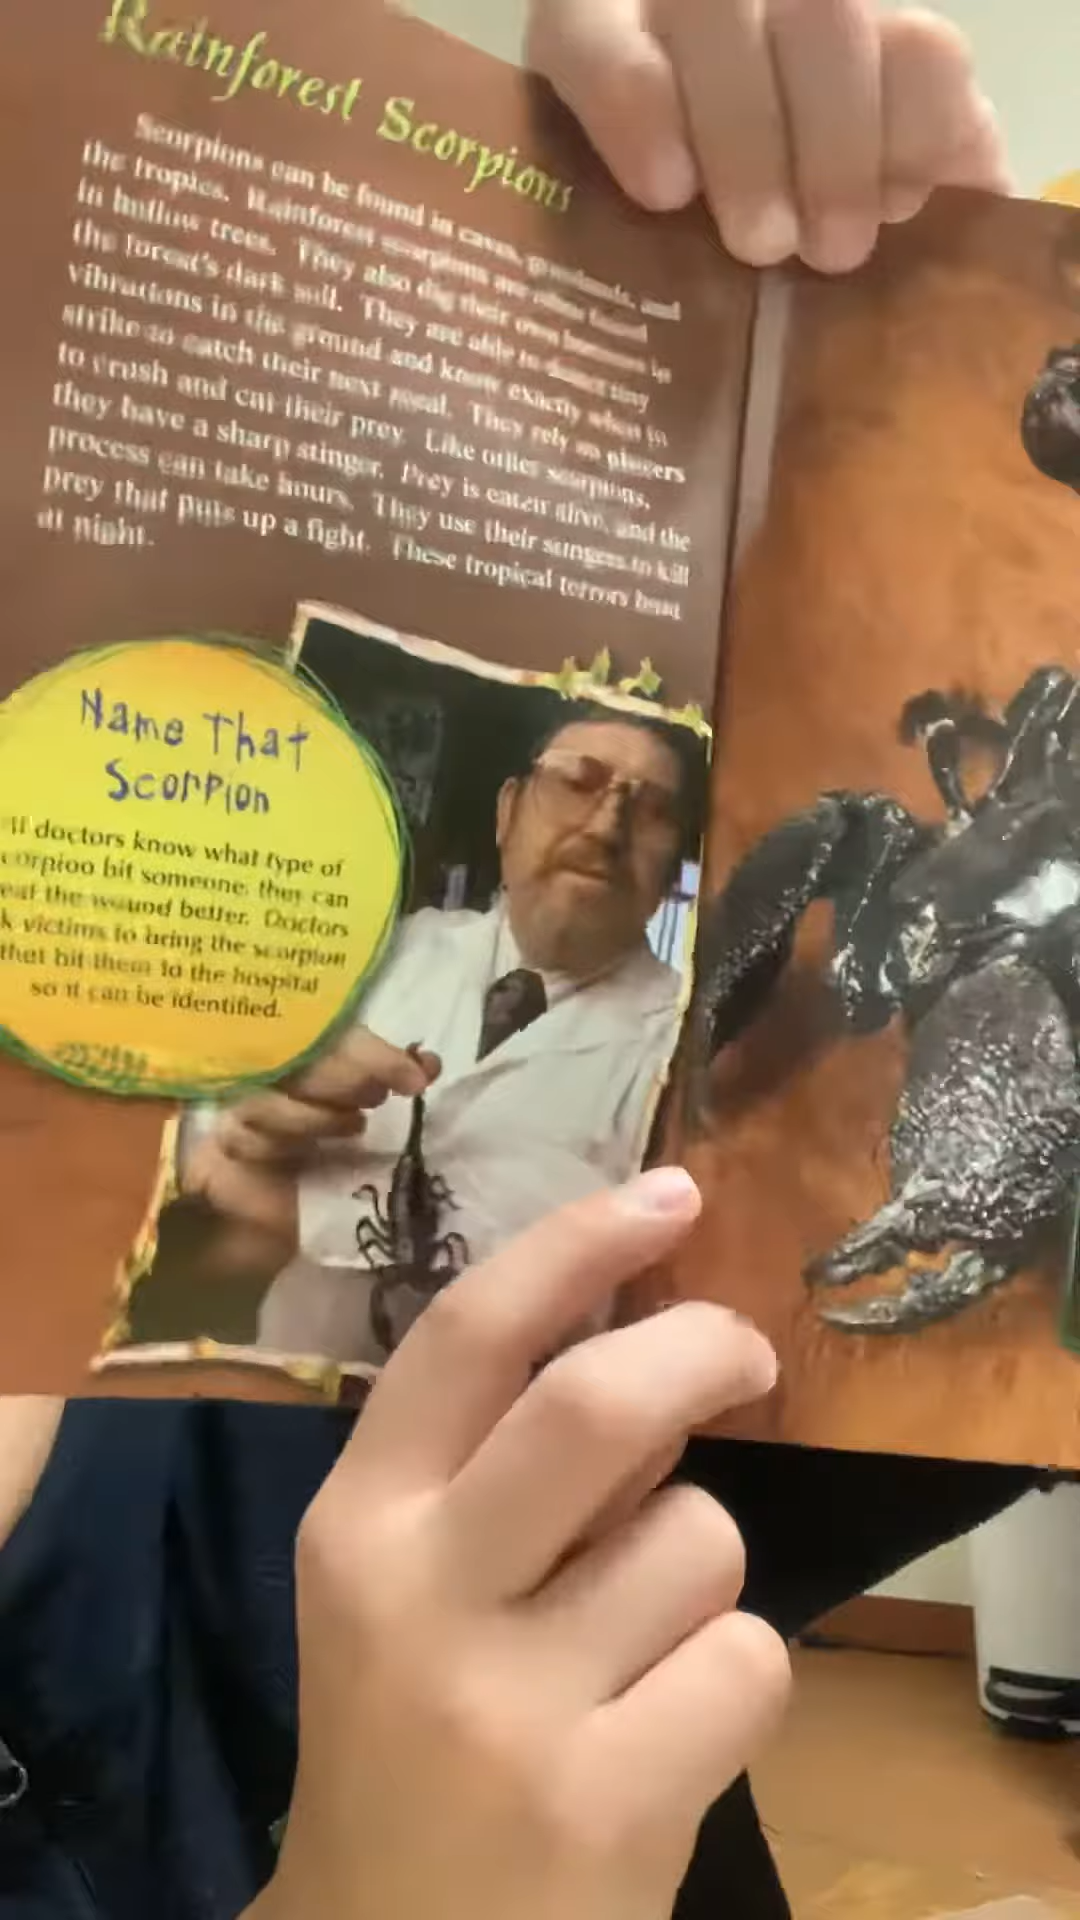 Rainforest Scorpions
Scorpions can be found in caves, grasslands, and
the tropics. Rainforest scorpions are often found
in hollow trees. They also dig their own burrows in
the forest's dark soil. They are able to detect tiny
vibrations in the ground and know exactly when to
strike to catch their next meal. They rely on pincers
to crush and cut their prey. Like other scorpions,
they have a sharp stinger. Prey is eaten alive, and the
process can take hours. They use their stingers to kill
prey that puts up a fight. These tropical terrors hunt
at night.
Name That
Scorpion
If doctors know what type of
scorpion bit someone, they can
treat the wound better. Doctors
victims to bring the scorpion
that bit them to the hospital
so it can be identified.